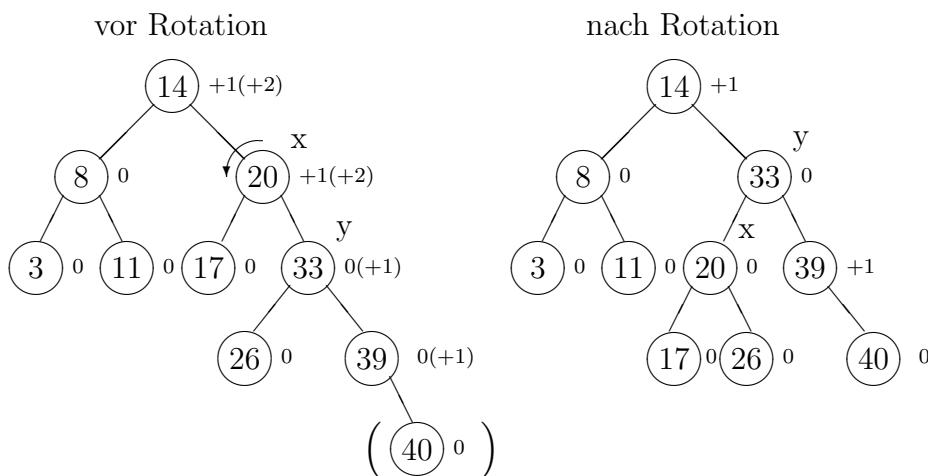 vor Rotation nach Rotation
14 +1(+2) 14 +1
x y
8 0 20 +1(+2) 8 0 33 0
y x
3 0 11 0 17 0 33 0(+1) 3 0 11 0 20 0 39 +1
26 0 39 0(+1) 17 0 26 0 40 0
( 40 0 )